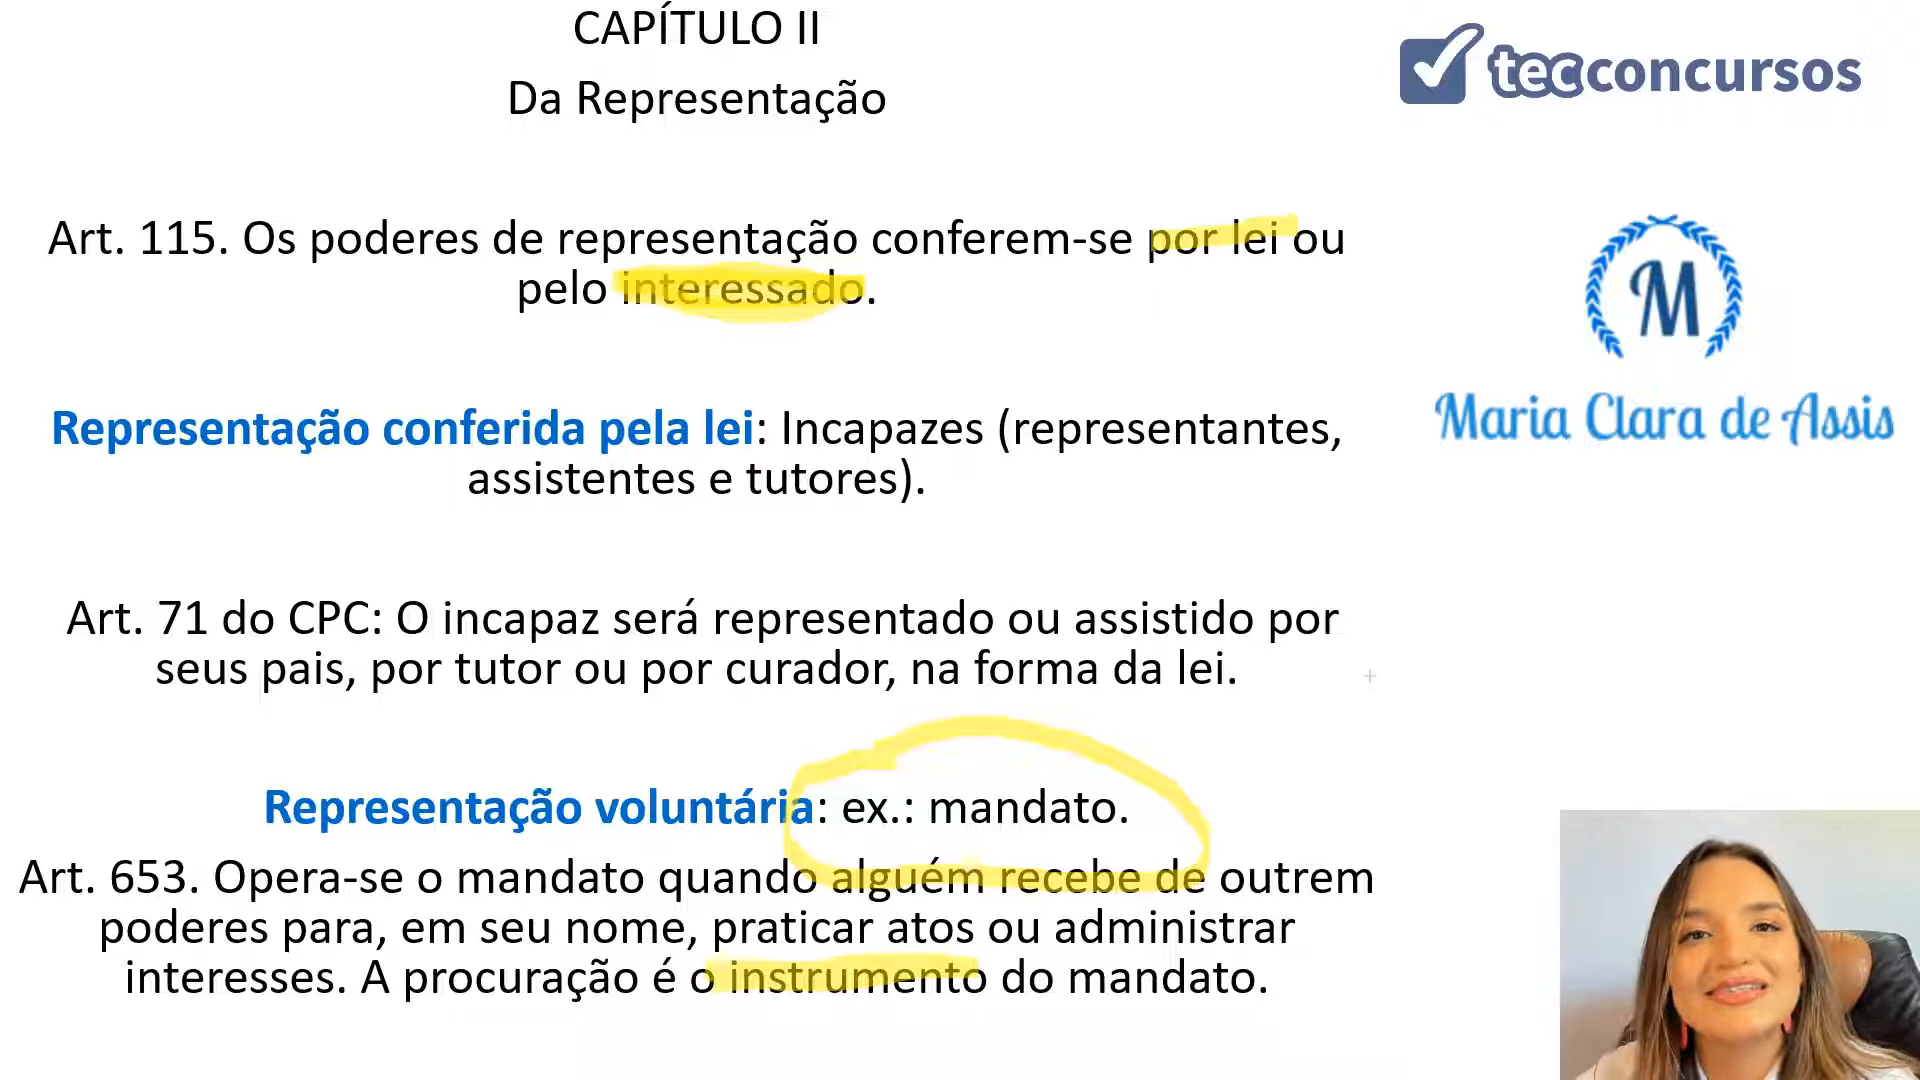 CAPÍTULO II
Da Representação
tecconcursos
Art. 115. Os poderes de representação conferem-se por lei ou
pelo interessado.
M
Maria Clara de Assis
Representação conferida pela lei: Incapazes (representantes,
assistentes e tutores).
Art. 71 do CPC: O incapaz será representado ou assistido por
seus pais, por tutor ou por curador, na forma da lei.
Representação voluntária: ex.: mandato.
Art. 653. Opera-se o mandato quando alguém recebe de outrem
poderes para, em seu nome, praticar atos ou administrar
interesses. A procuração é o instrumento do mandato.